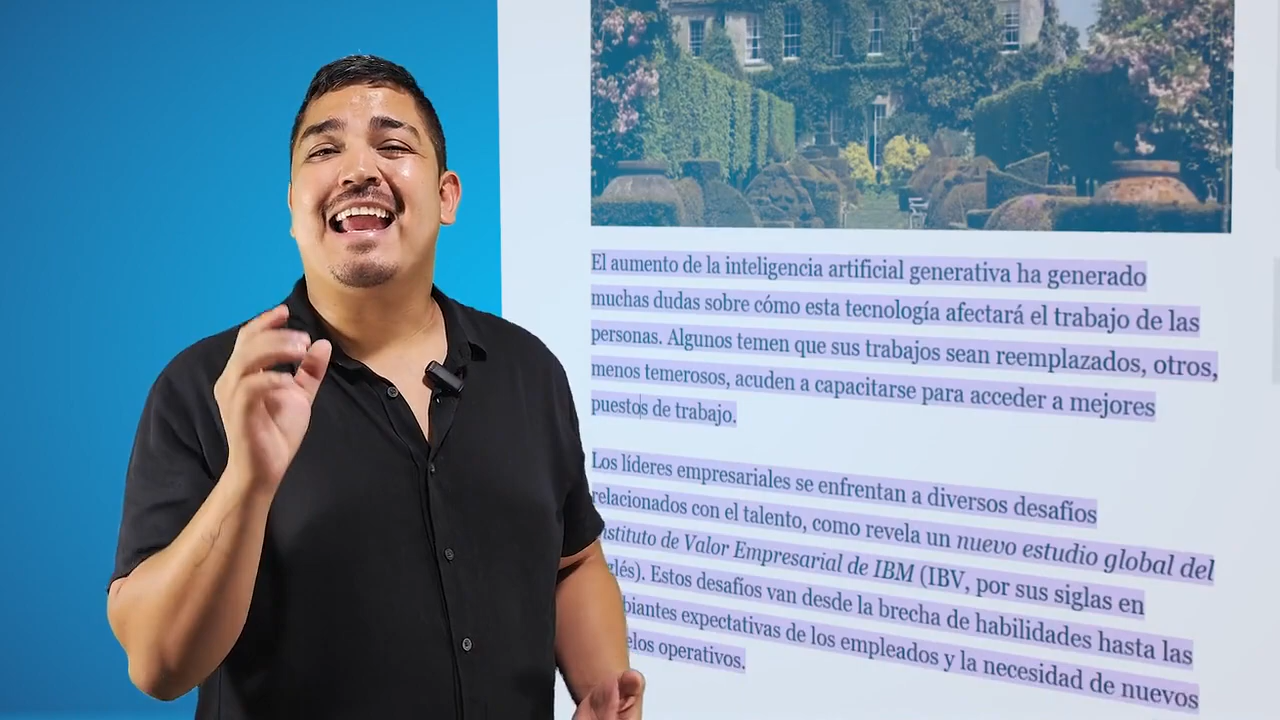 El aumento de la inteligencia artificial generativa ha generado
muchas dudas sobre cómo esta tecnología afectará el trabajo de las
personas. Algunos temen que sus trabajos sean reemplazados, otros,
menos temerosos, acuden a capacitarse para acceder a mejores
puestos de trabajo.
Los líderes empresariales se enfrentan a diversos desafíos
relacionados con el talento, como revela un nuevo estudio global del
Instituto de Valor Empresarial de IBM (IBV, por sus siglas en
inglés). Estos desafíos van desde la brecha de habilidades hasta las
expectativas de los empleados y la necesidad de nuevos
operativos.